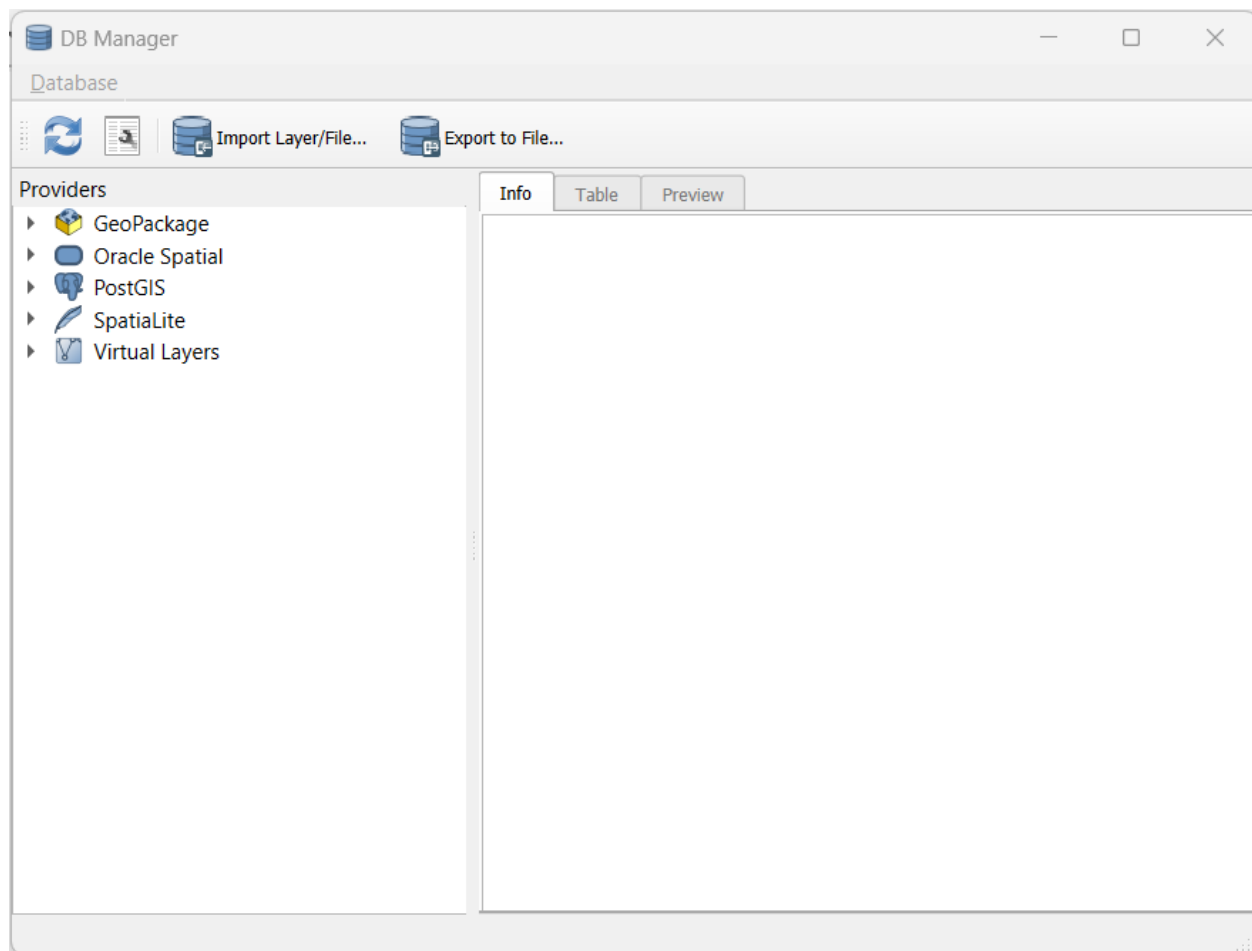 DB Manager
Database
Import Layer/File... Export to File...
Providers
Info Table Preview
GeoPackage
Oracle Spatial
PostGIS
SpatiaLite
Virtual Layers